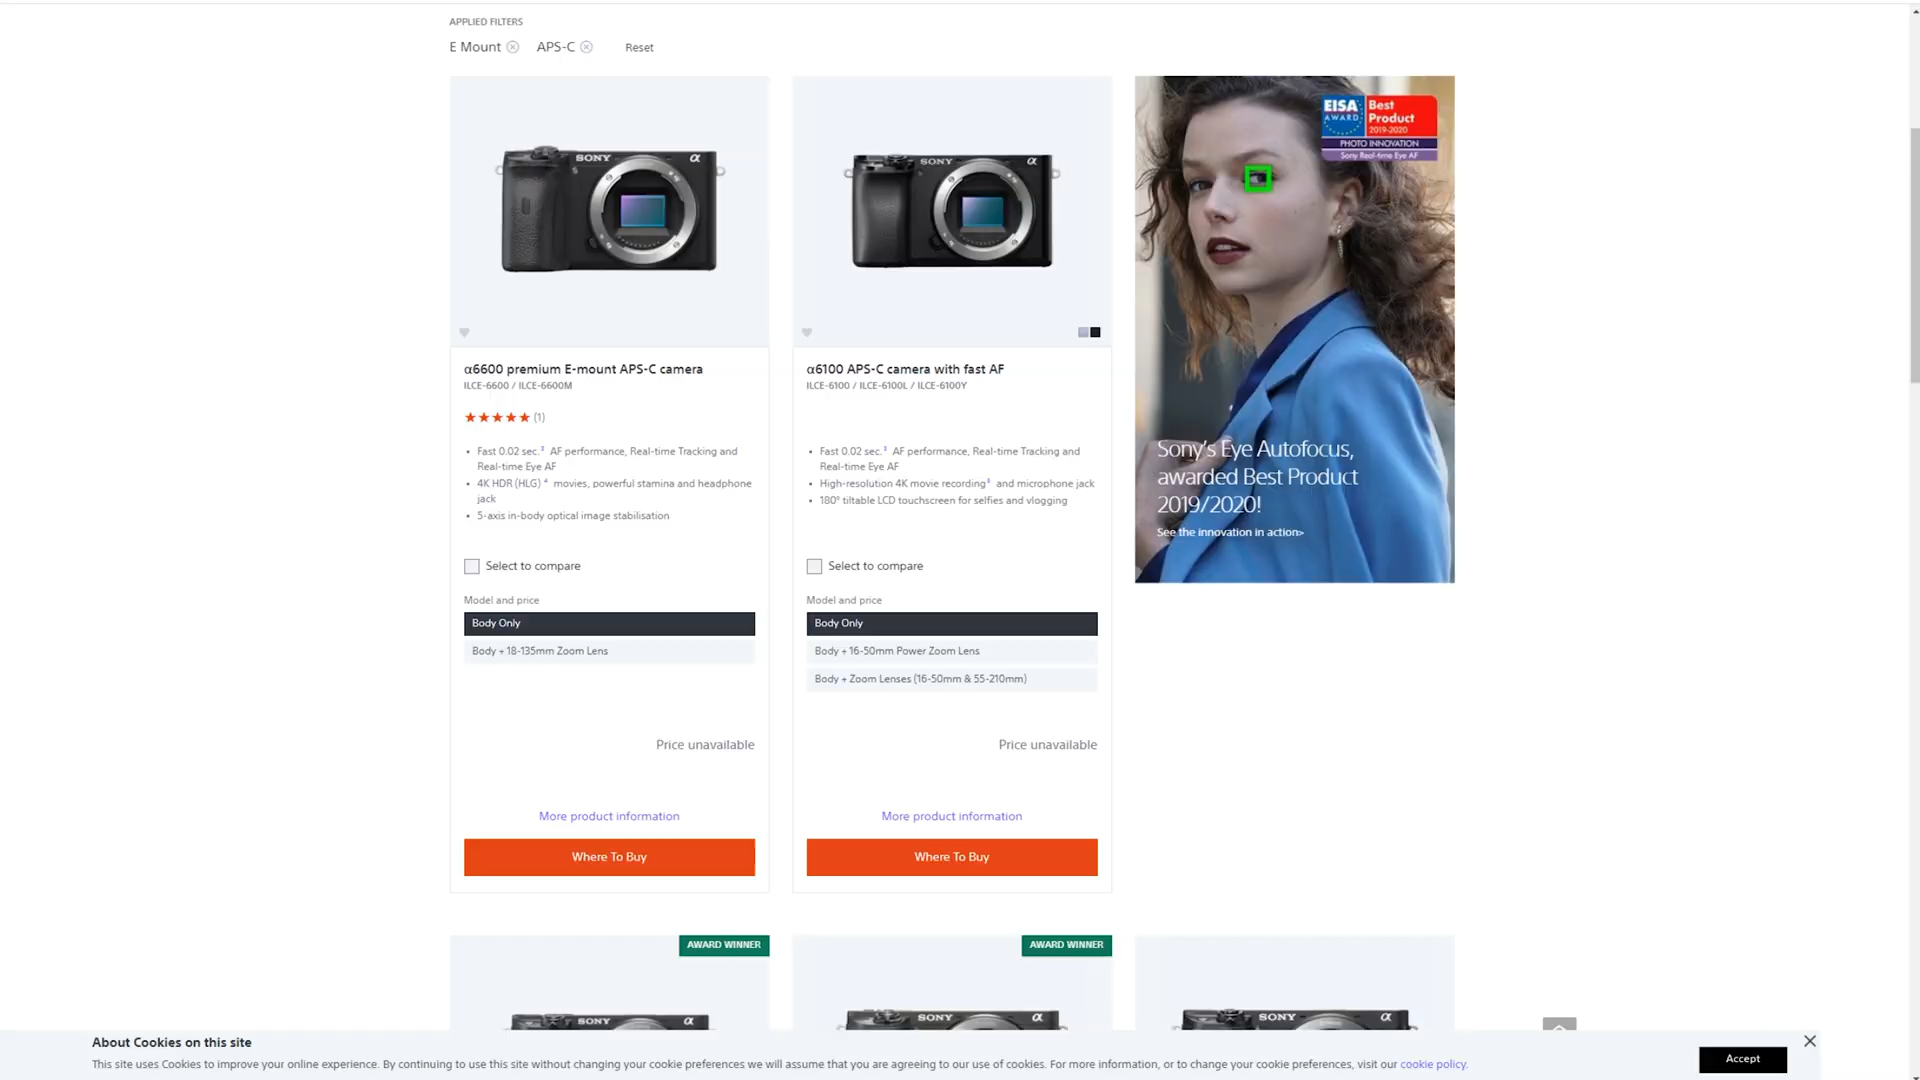 APPLIED FILTERS
E Mount APS-C Reset
SONY α
SONY α
EISA AWARD Best Product 2019-2020
PHOTO INNOVATION
Sony Real-time Eye AF
α6600 premium E-mount APS-C camera
ILCE-6600 / ILCE-6600M
★★★★★ (1)
• Fast 0.02 sec.³ AF performance, Real-time Tracking and
Real-time Eye AF
• 4K HDR (HLG) ⁴ movies, powerful stamina and headphone
jack
• 5-axis in-body optical image stabilisation
Select to compare
Model and price
Body Only
Body + 18-135mm Zoom Lens
Price unavailable
More product information
Where To Buy
α6100 APS-C camera with fast AF
ILCE-6100 / ILCE-6100L / ILCE-6100Y
• Fast 0.02 sec. AF performance, Real-time Tracking and
Real-time Eye AF
• High-resolution 4K movie recording and microphone jack
• 180° tiltable LCD touchscreen for selfies and vlogging
Select to compare
Model and price
Body Only
Body + 16-50mm Power Zoom Lens
Body + Zoom Lenses (16-50mm & 55-210mm)
Price unavailable
More product information
Where To Buy
Sony's Eye Autofocus,
awarded Best Product
2019/2020!
See the innovation in action>
AWARD WINNER
AWARD WINNER
SONY α
SONY α
SONY α
About Cookies on this site
This site uses Cookies to improve your online experience. By continuing to use this site without changing your cookie preferences we will assume that you are agreeing to our use of cookies. For more information, or to change your cookie preferences, visit our cookie policy.
Accept